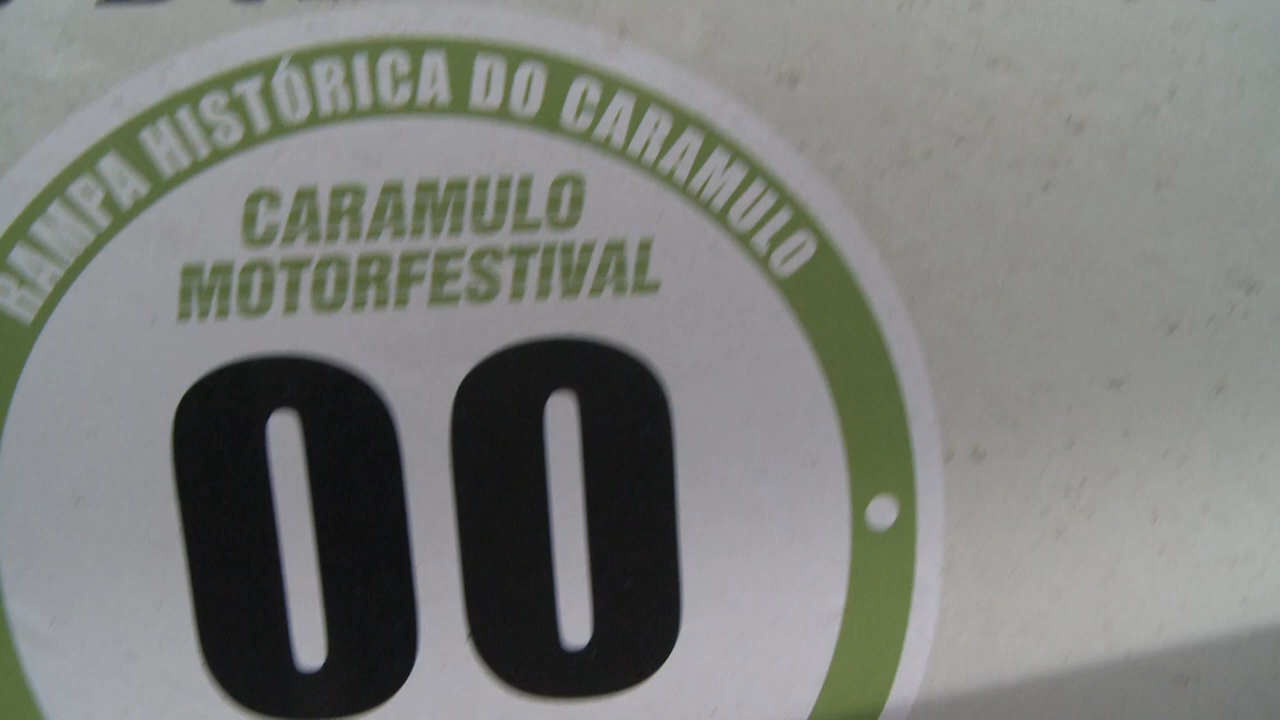 RAMPA HISTÓRICA DO CARAMULO
CARAMULO
MOTORFESTIVAL
00